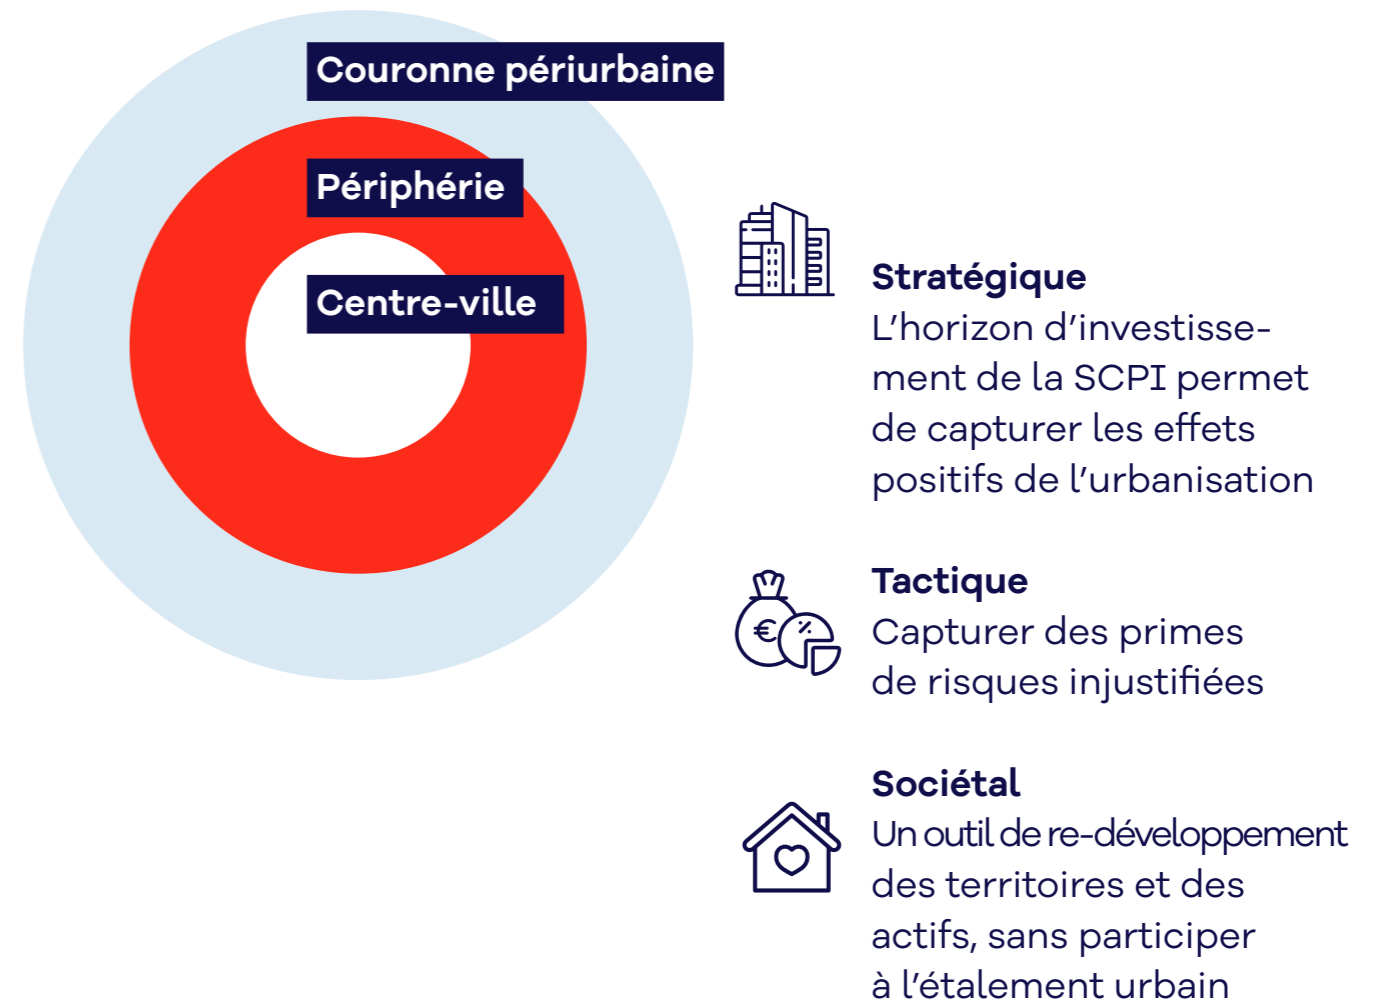 Couronne périurbaine
Périphérie
Centre-ville
Stratégique
L’horizon d’investisse-
ment de la SCPI permet
de capturer les effets
positifs de l’urbanisation
€
%
Tactique
Capturer des primes
de risques injustifiées
Sociétal
Un outil de re-développement
des territoires et des
actifs, sans participer
à l’étalement urbain